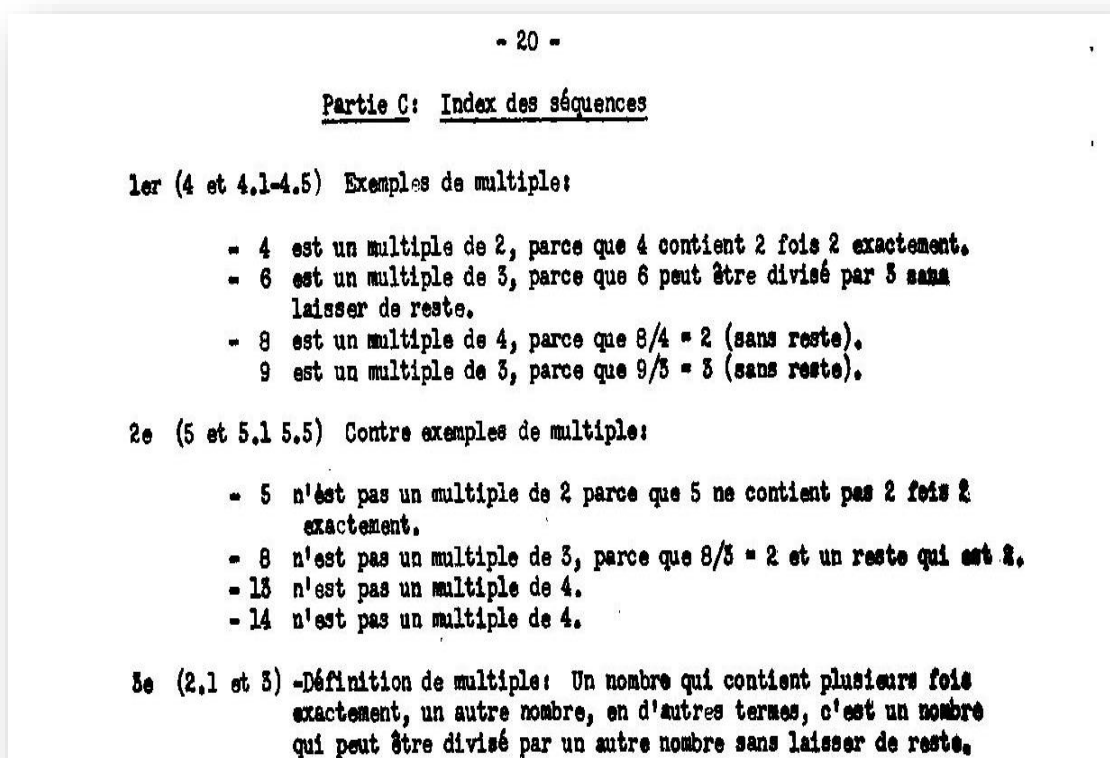 - 20 -
Partie C: Index des séquences
1er (4 et 4.1-4.5) Exemples de multiple:
- 4 est un multiple de 2, parce que 4 contient 2 fois 2 exactement.
- 6 est un multiple de 3, parce que 6 peut être divisé par 3 sans
laisser de reste.
- 8 est un multiple de 4, parce que 8/4 = 2 (sans reste).
9 est un multiple de 3, parce que 9/3 = 3 (sans reste).
2e (5 et 5.1 5.5) Contre exemples de multiple:
- 5 n'est pas un multiple de 2 parce que 5 ne contient pas 2 fois 2
exactement.
- 8 n'est pas un multiple de 3, parce que 8/3 = 2 et un reste qui est 2.
- 13 n'est pas un multiple de 4.
- 14 n'est pas un multiple de 4.
3e (2.1 et 3) -Définition de multiple: Un nombre qui contient plusieurs fois
exactement, un autre nombre, en d'autres termes, c'est un nombre
qui peut être divisé par un autre nombre sans laisser de reste.